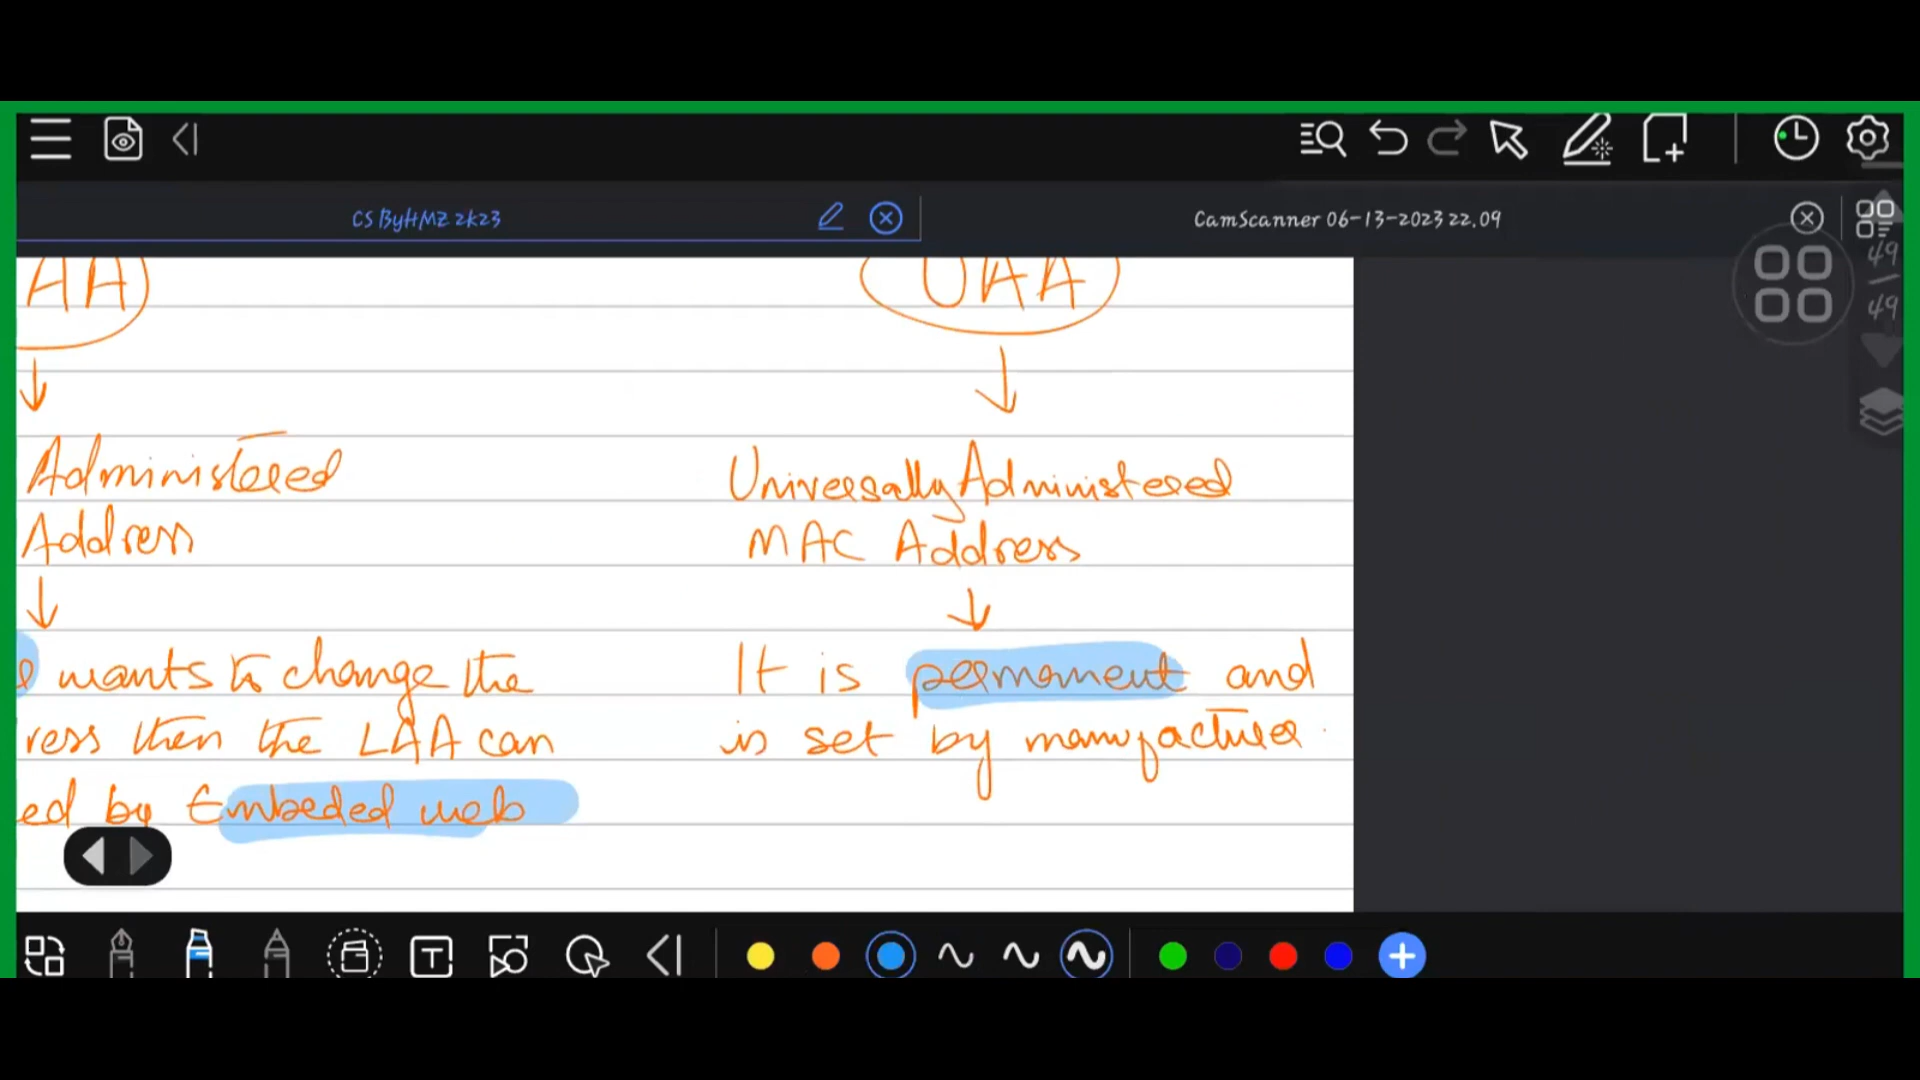 CS ByHMZ 2k23
CamScanner 06-13-2023 22.09
49
49
AA
UAA
Administered
Address
Universally Administered
MAC Address
wants to change the
ress then the LAA can
ed by Embeded web
It is permanent and
is set by manufacturer